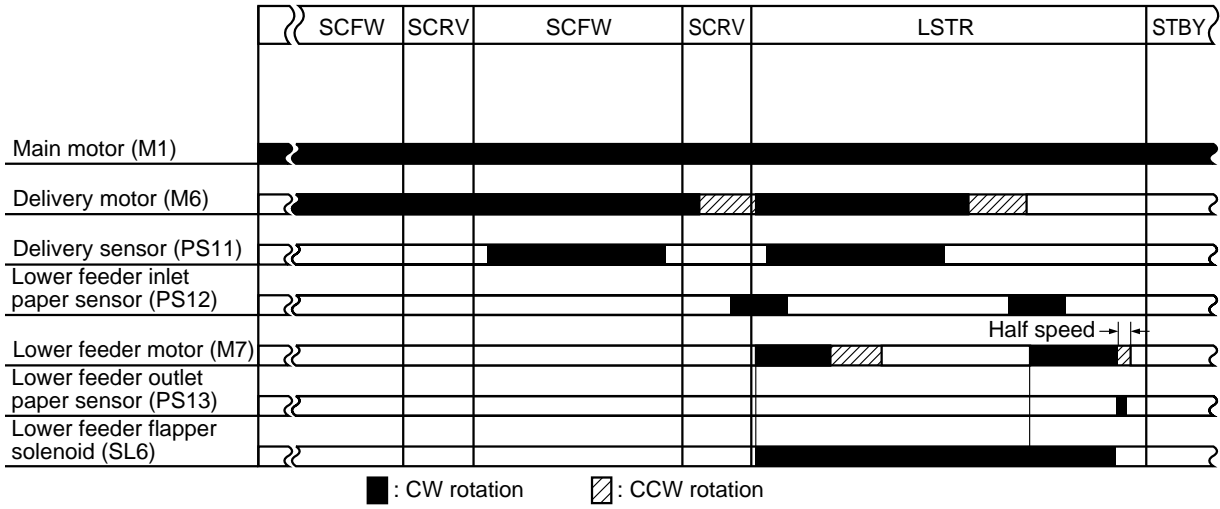 SCFW SCRV SCFW SCRV LSTR STBY
Main motor (M1)
Delivery motor (M6)
Delivery sensor (PS11)
Lower feeder inlet
paper sensor (PS12)
Half speed
Lower feeder motor (M7)
Lower feeder outlet
paper sensor (PS13)
Lower feeder flapper
solenoid (SL6)
: CW rotation : CCW rotation